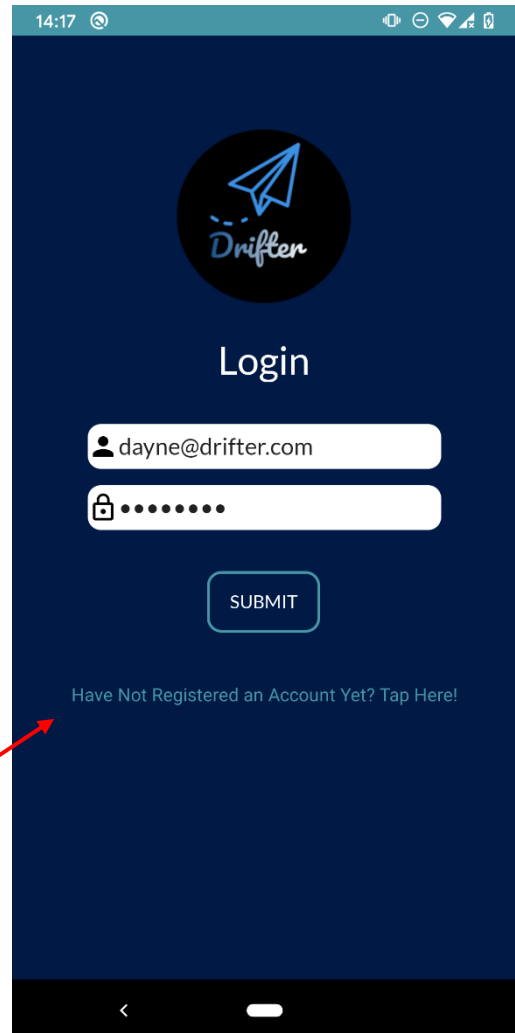 14:17
Drifter
Login
dayne@drifter.com
••••••••
SUBMIT
Have Not Registered an Account Yet? Tap Here!